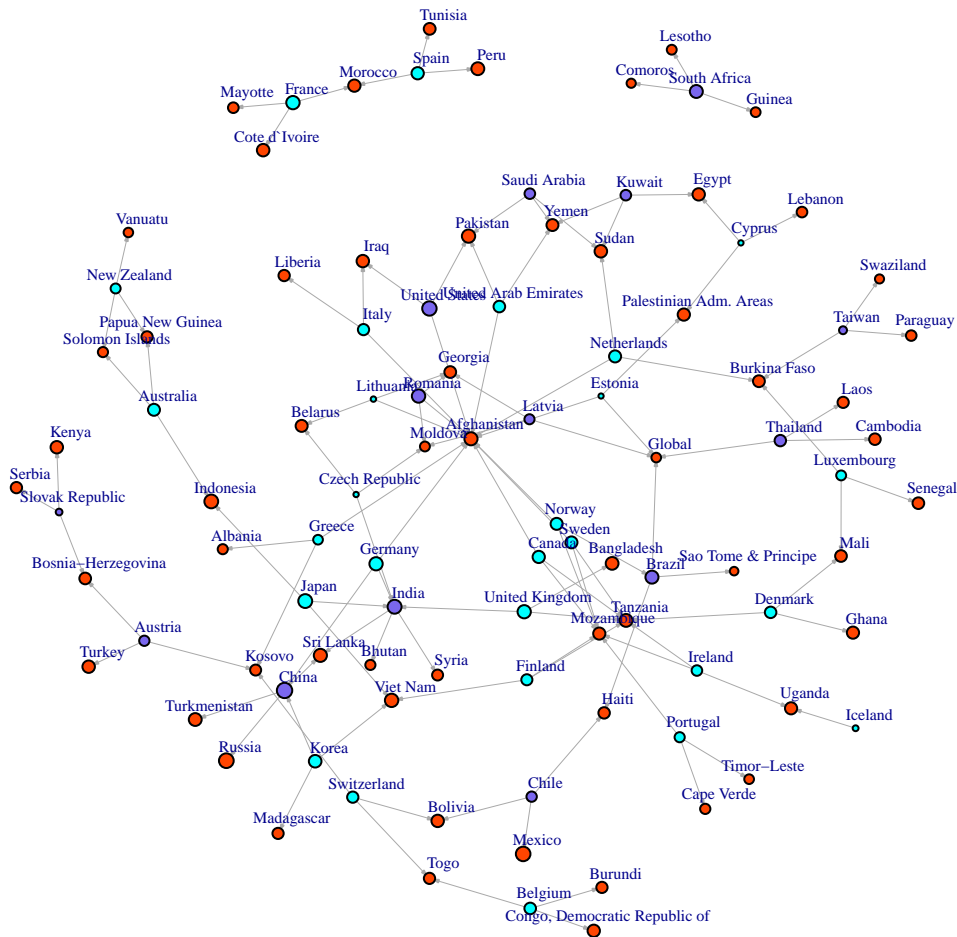 Tunisia
Lesotho
Spain
Peru
Morocco
Comoros
South Africa
Mayotte
France
Guinea
Cote d`Ivoire
Saudi Arabia
Kuwait
Egypt
Lebanon
Vanuatu
Pakistan
Yemen
Sudan
Cyprus
Iraq
Liberia
New Zealand
Swaziland
United States
United Arab Emirates
Palestinian Adm. Areas
Papua New Guinea
Italy
Taiwan
Paraguay
Solomon Islands
Netherlands
Georgia
Burkina Faso
Lithuania
Romania
Estonia
Australia
Laos
Belarus
Latvia
Afghanistan
Thailand
Cambodia
Kenya
Moldova
Global
Serbia
Czech Republic
Luxembourg
Slovak Republic
Indonesia
Senegal
Albania
Greece
Norway
Sweden
Germany
Canada
Bangladesh
Sao Tome & Principe
Mali
Bosnia−Herzegovina
Brazil
Japan
India
United Kingdom
Denmark
Mozambique
Tanzania
Ghana
Austria
Sri Lanka
Bhutan
Syria
Turkey
Kosovo
Finland
Ireland
China
Viet Nam
Haiti
Uganda
Turkmenistan
Iceland
Portugal
Russia
Korea
Timor−Leste
Switzerland
Chile
Cape Verde
Madagascar
Bolivia
Mexico
Togo
Burundi
Belgium
Congo, Democratic Republic of